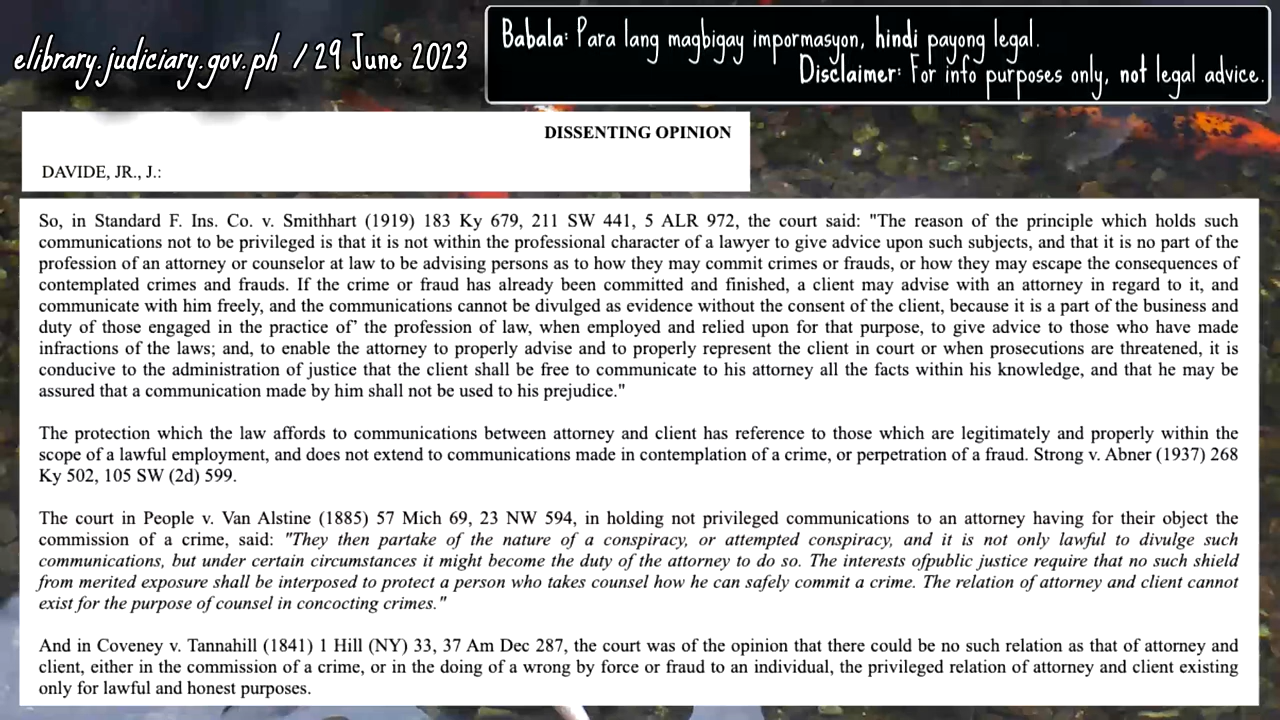 elibrary.judiciary.gov.ph / 29 June 2023
Babala: Para lang magbigay impormasyon, hindi payong legal.
Disclaimer: For info purposes only, not legal advice.
DISSENTING OPINION
DAVIDE, JR., J.:
So, in Standard F. Ins. Co. v. Smithhart (1919) 183 Ky 679, 211 SW 441, 5 ALR 972, the court said: "The reason of the principle which holds such
communications not to be privileged is that it is not within the professional character of a lawyer to give advice upon such subjects, and that it is no part of the
profession of an attorney or counselor at law to be advising persons as to how they may commit crimes or frauds, or how they may escape the consequences of
contemplated crimes and frauds. If the crime or fraud has already been committed and finished, a client may advise with an attorney in regard to it, and
communicate with him freely, and the communications cannot be divulged as evidence without the consent of the client, because it is a part of the business and
duty of those engaged in the practice of' the profession of law, when employed and relied upon for that purpose, to give advice to those who have made
infractions of the laws; and, to enable the attorney to properly advise and to properly represent the client in court or when prosecutions are threatened, it is
conducive to the administration of justice that the client shall be free to communicate to his attorney all the facts within his knowledge, and that he may be
assured that a communication made by him shall not be used to his prejudice."
The protection which the law affords to communications between attorney and client has reference to those which are legitimately and properly within the
scope of a lawful employment, and does not extend to communications made in contemplation of a crime, or perpetration of a fraud. Strong v. Abner (1937) 268
Ky 502, 105 SW (2d) 599.
The court in People v. Van Alstine (1885) 57 Mich 69, 23 NW 594, in holding not privileged communications to an attorney having for their object the
commission of a crime, said: "They then partake of the nature of a conspiracy, or attempted conspiracy, and it is not only lawful to divulge such
communications, but under certain circumstances it might become the duty of the attorney to do so. The interests ofpublic justice require that no such shield
from merited exposure shall be interposed to protect a person who takes counsel how he can safely commit a crime. The relation of attorney and client cannot
exist for the purpose of counsel in concocting crimes."
And in Coveney v. Tannahill (1841) 1 Hill (NY) 33, 37 Am Dec 287, the court was of the opinion that there could be no such relation as that of attorney and
client, either in the commission of a crime, or in the doing of a wrong by force or fraud to an individual, the privileged relation of attorney and client existing
only for lawful and honest purposes.